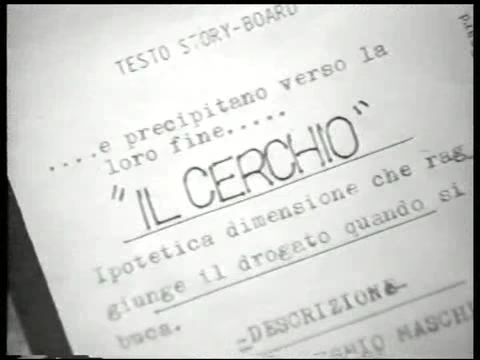 TESTO STORY-BOARD
....e precipitano verso la
loro fine.....
"IL CERCHIO"
Ipotetica dimensione che rag
giunge il drogato quando si
buca.
-DESCRIZIONE
MASCH